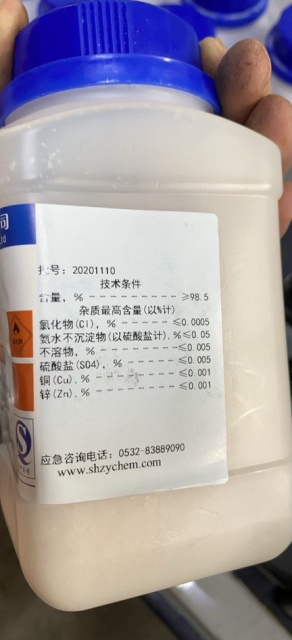 司
Ltd
批号: 20201110
技术条件
含量, % - - - - - - - - - - - - ≥98.5
杂质最高含量(以%计)
氯化物(Cl), % - - - - - - - - - ≤0.0005
氨水不沉淀物(以硫酸盐计), %≤0.05
不溶物, % - - - - - - - - - - - ≤0.005
硫酸盐(SO4), % - - - - - - - - ≤0.005
铜(Cu), % - - - - - - - - - - - ≤0.001
锌(Zn), % - - - - - - - - - - - ≤0.001
应急咨询电话: 0532-83889090
www.shzychem.com